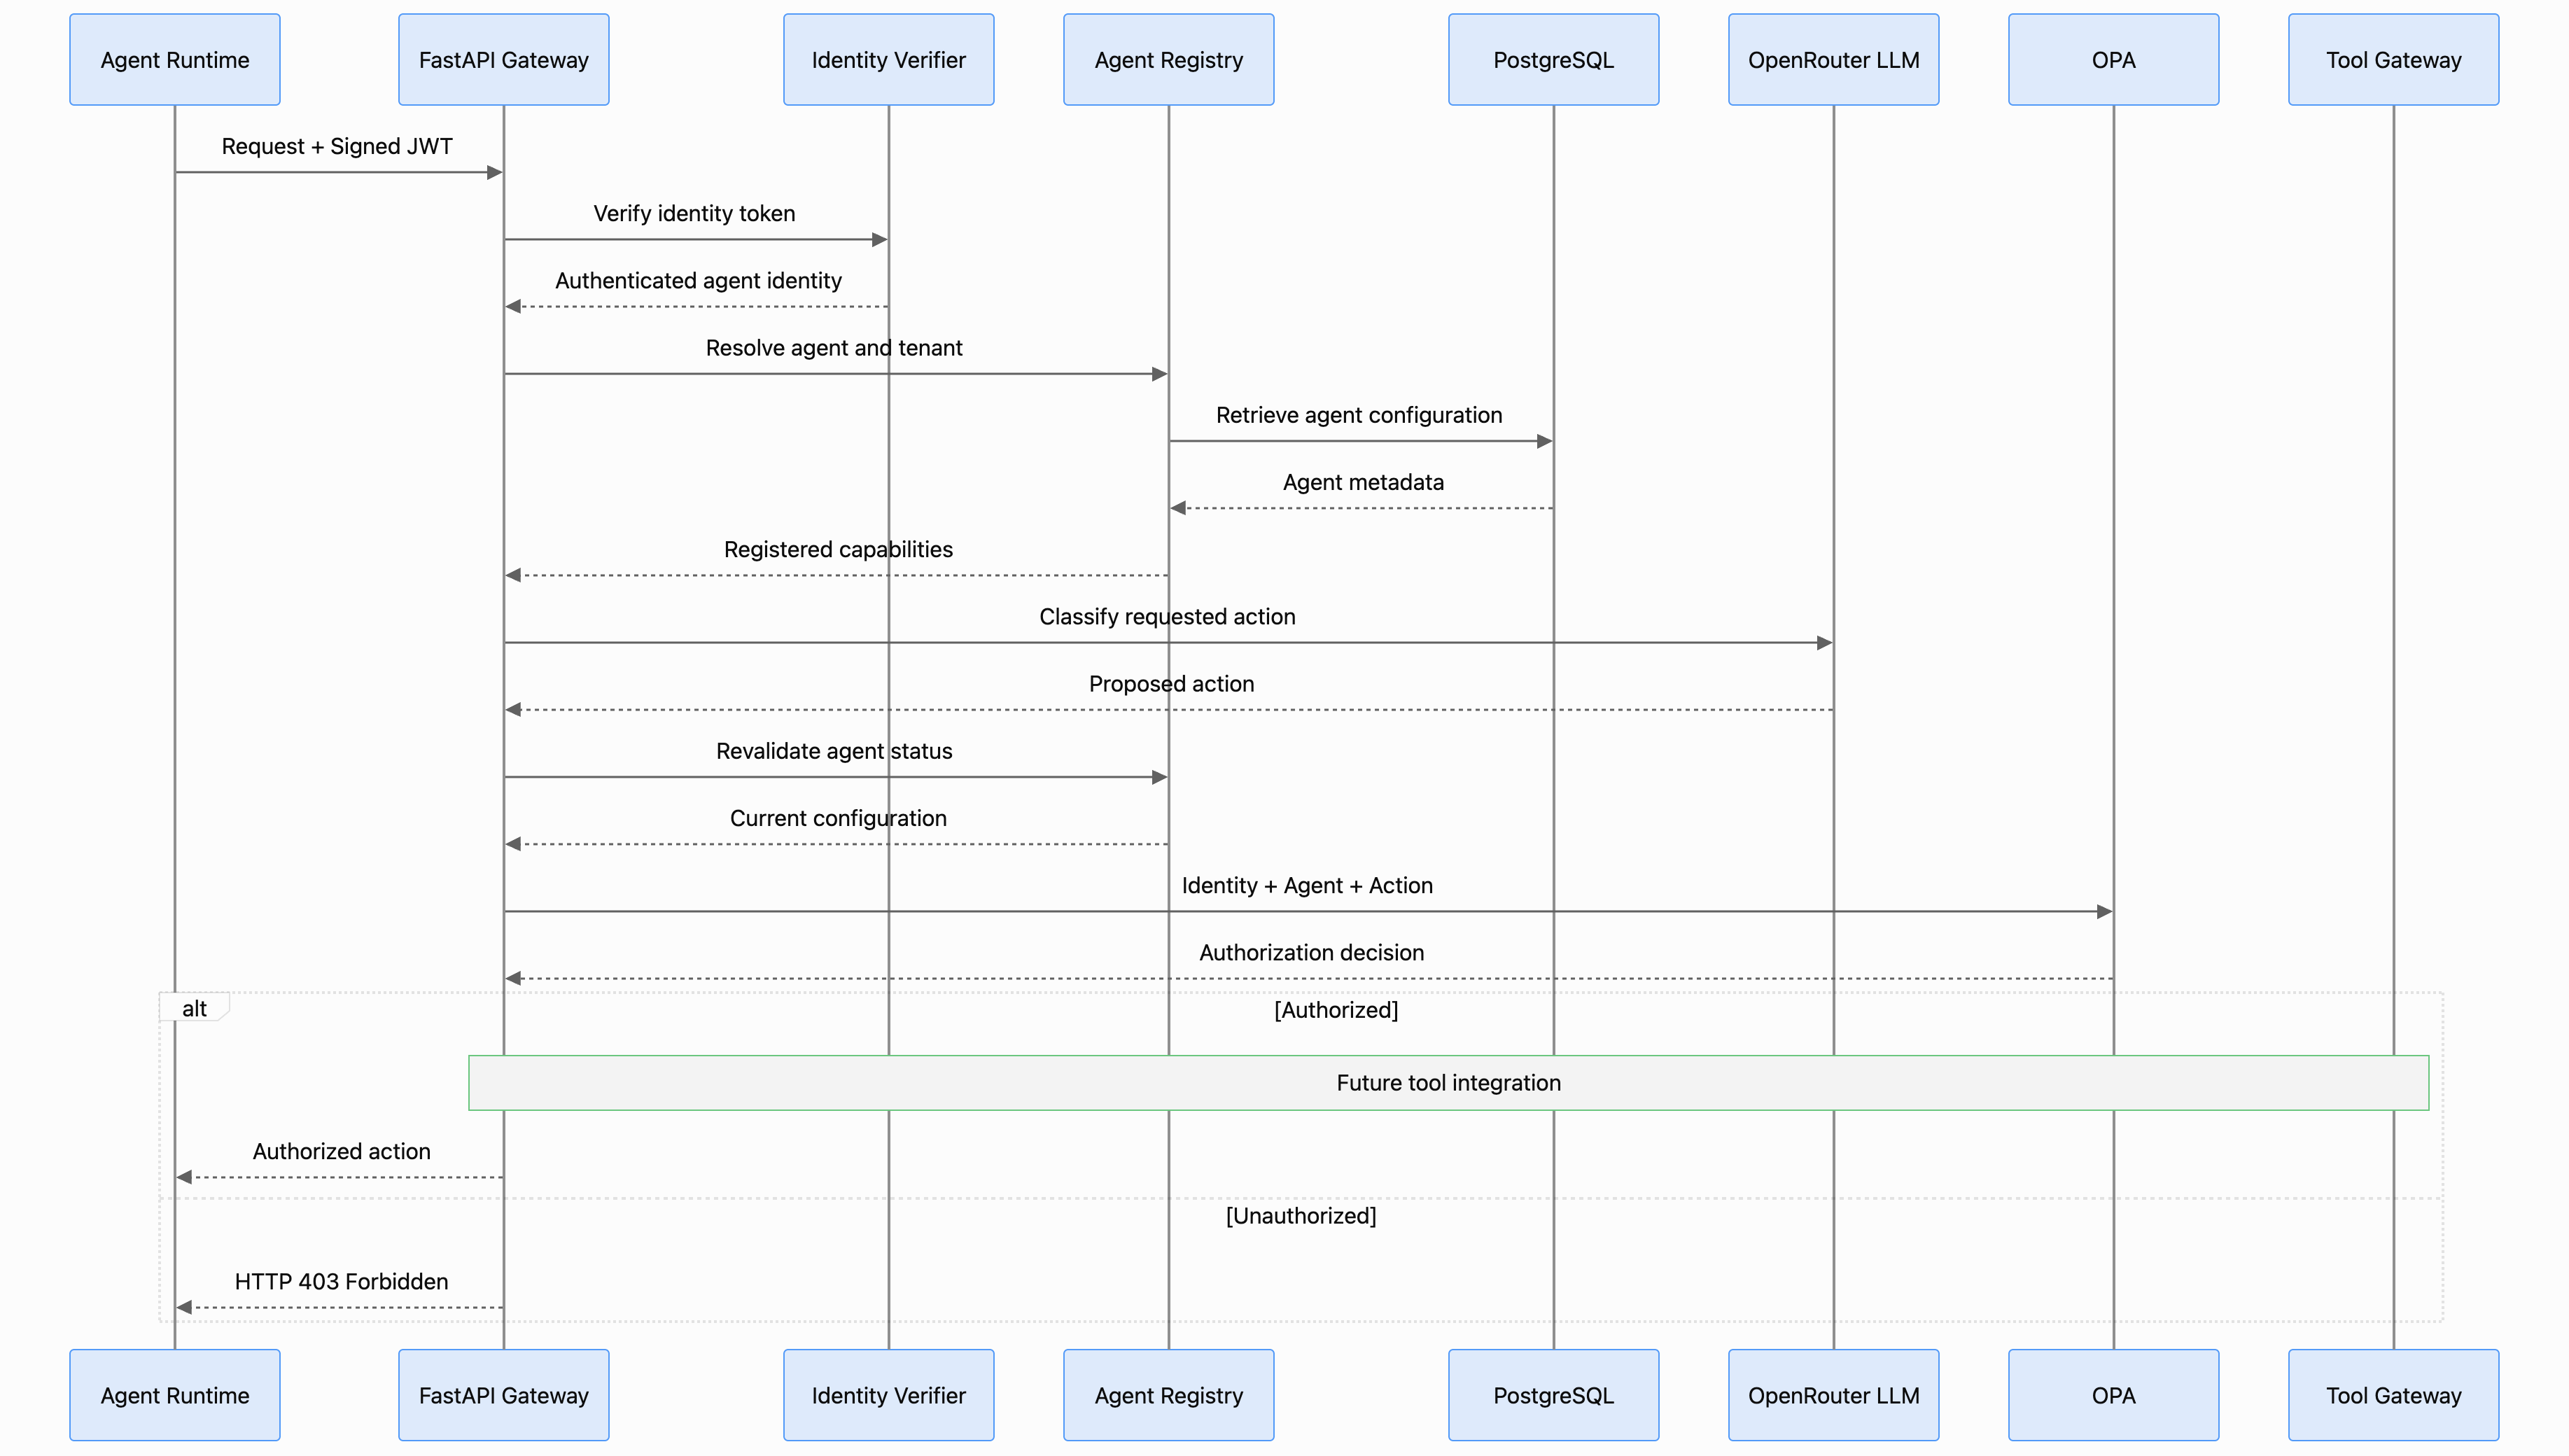 Agent Runtime
FastAPI Gateway
Identity Verifier
Agent Registry
PostgreSQL
OpenRouter LLM
OPA
Tool Gateway
Request + Signed JWT
Verify identity token
Authenticated agent identity
Resolve agent and tenant
Retrieve agent configuration
Agent metadata
Registered capabilities
Classify requested action
Proposed action
Revalidate agent status
Current configuration
Identity + Agent + Action
Authorization decision
alt
[Authorized]
Future tool integration
Authorized action
[Unauthorized]
HTTP 403 Forbidden
Agent Runtime
FastAPI Gateway
Identity Verifier
Agent Registry
PostgreSQL
OpenRouter LLM
OPA
Tool Gateway